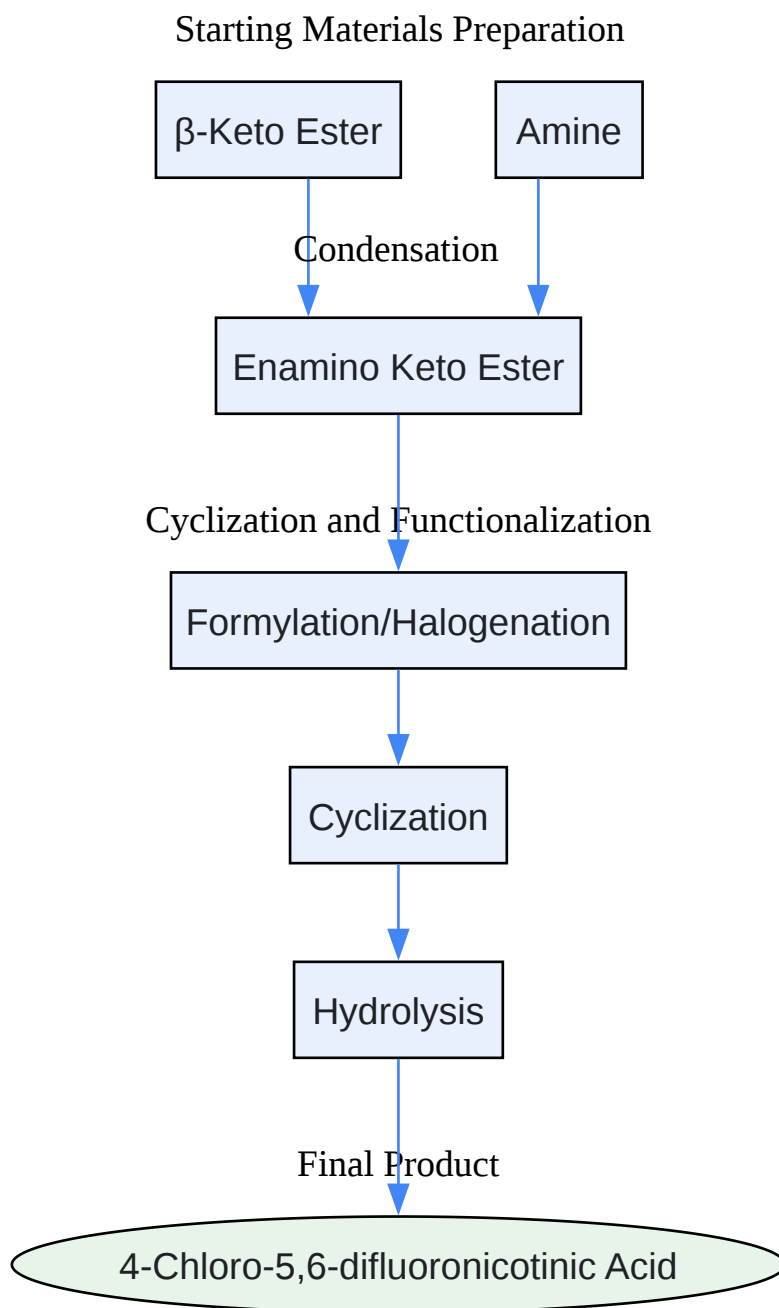 Starting Materials Preparation
β-Keto Ester
Amine
Condensation
Enamino Keto Ester
Cyclization and Functionalization
Formylation/Halogenation
Cyclization
Hydrolysis
Final Product
4-Chloro-5,6-difluoronicotinic Acid